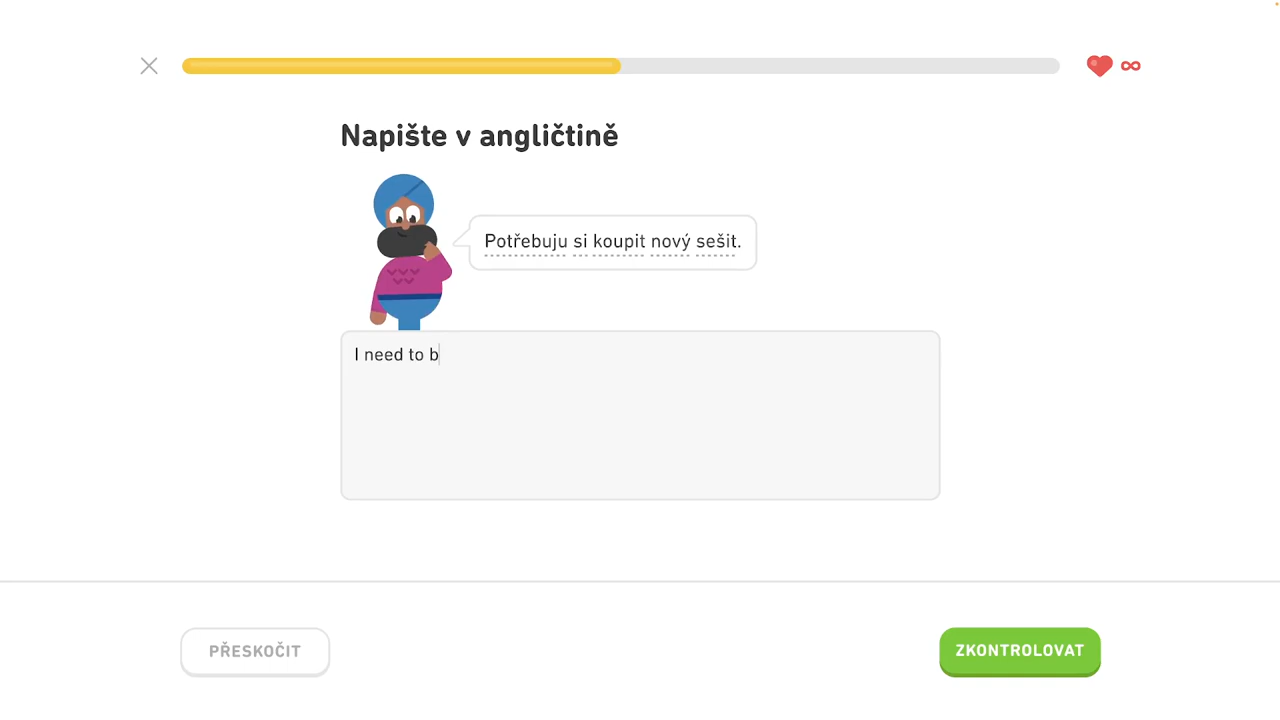 ∞
Napište v angličtině
Potřebuju si koupit nový sešit.
I need to b
PŘESKOČIT
ZKONTROLOVAT